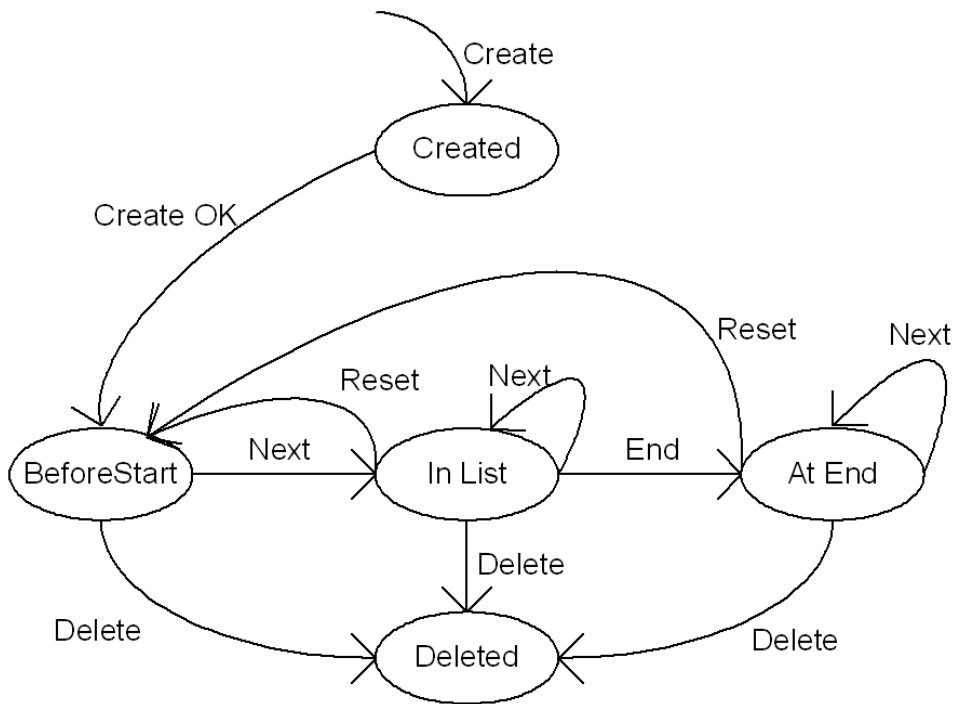 Create
Created
Create OK
Reset
Next
Reset
Next
BeforeStart
Next
In List
End
At End
Delete
Delete
Delete
Deleted